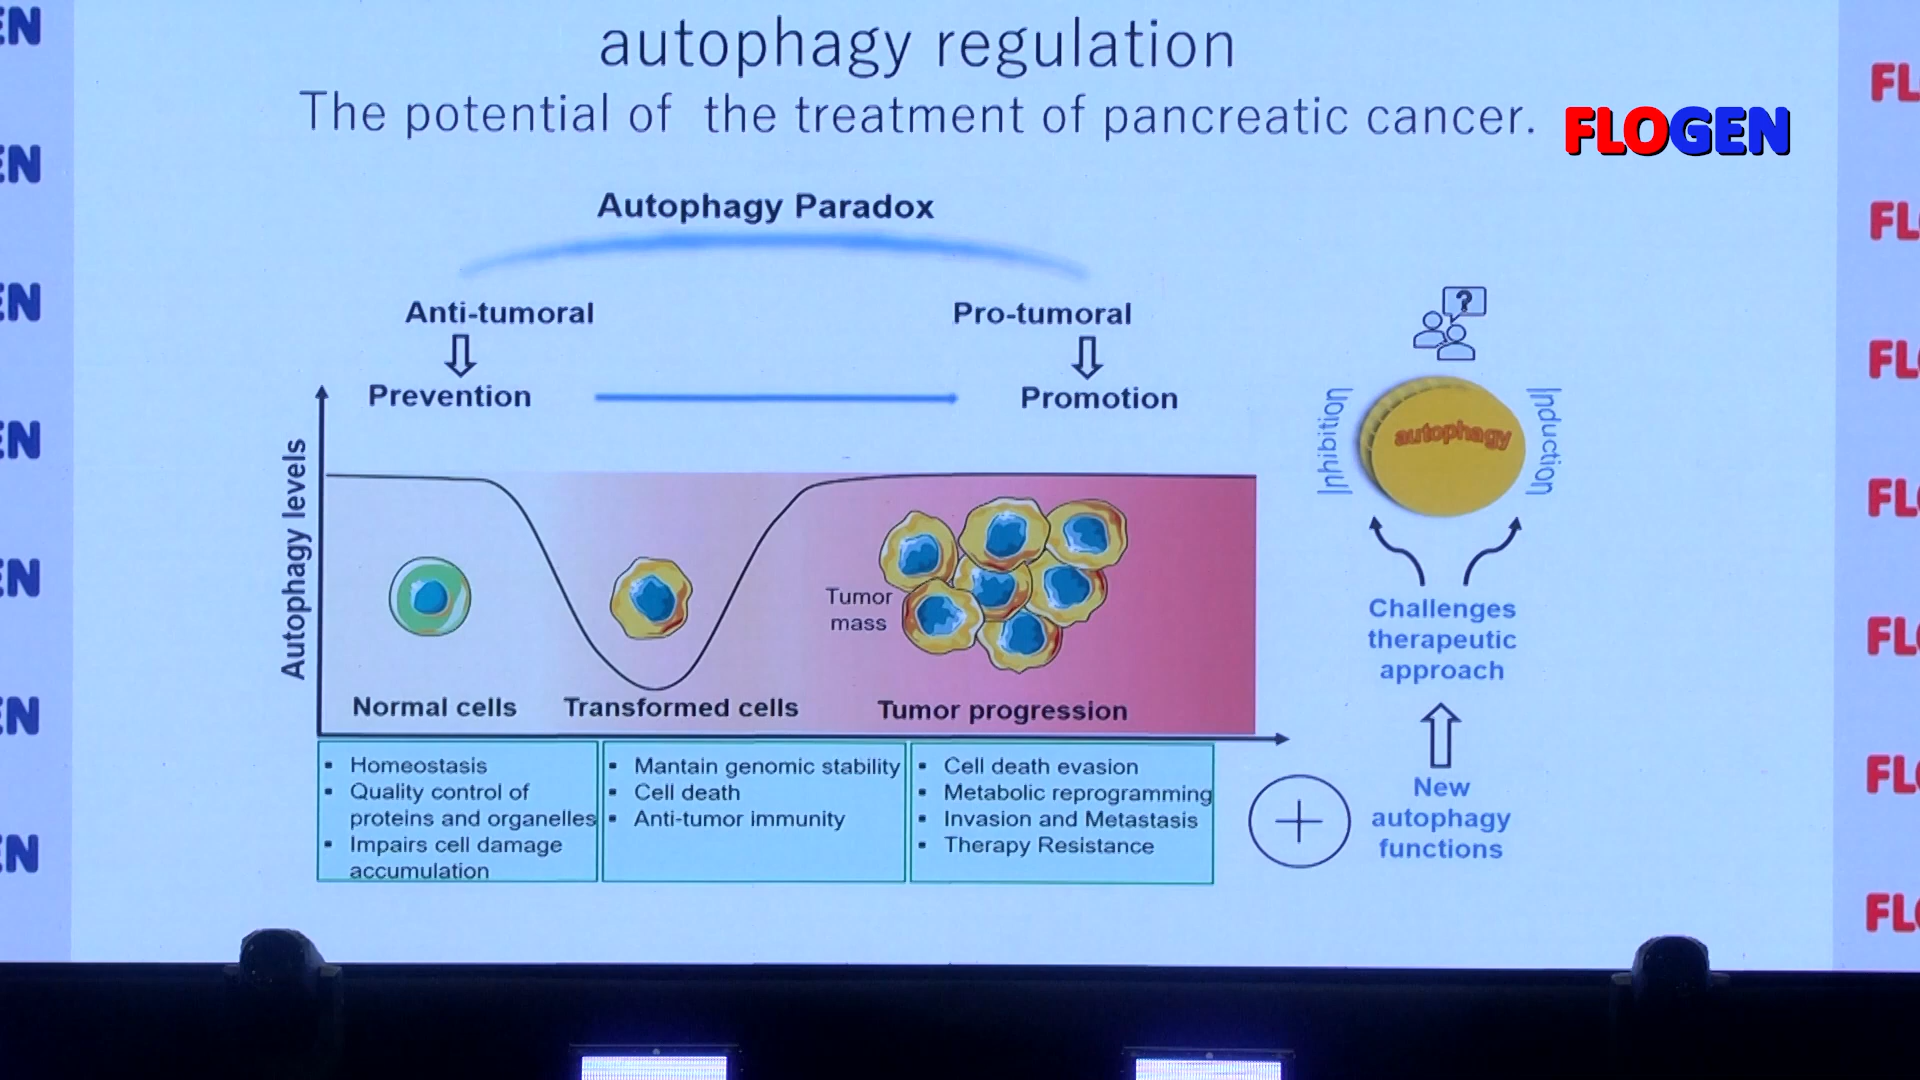 autophagy regulation
The potential of the treatment of pancreatic cancer.
FLOGEN
Autophagy Paradox
Anti-tumoral
Pro-tumoral
Prevention
Promotion
Autophagy levels
Tumor
mass
Normal cells
Transformed cells
Tumor progression
Homeostasis
Quality control of
proteins and organelles
Impairs cell damage
accumulation
Mantain genomic stability
Cell death
Anti-tumor immunity
Cell death evasion
Metabolic reprogramming
Invasion and Metastasis
Therapy Resistance
?
Inhibition
autophagy
Induction
Challenges
therapeutic
approach
New
autophagy
functions
+
EN
EN
EN
EN
EN
EN
EN
FL
FL
FL
FL
FL
FL
FL